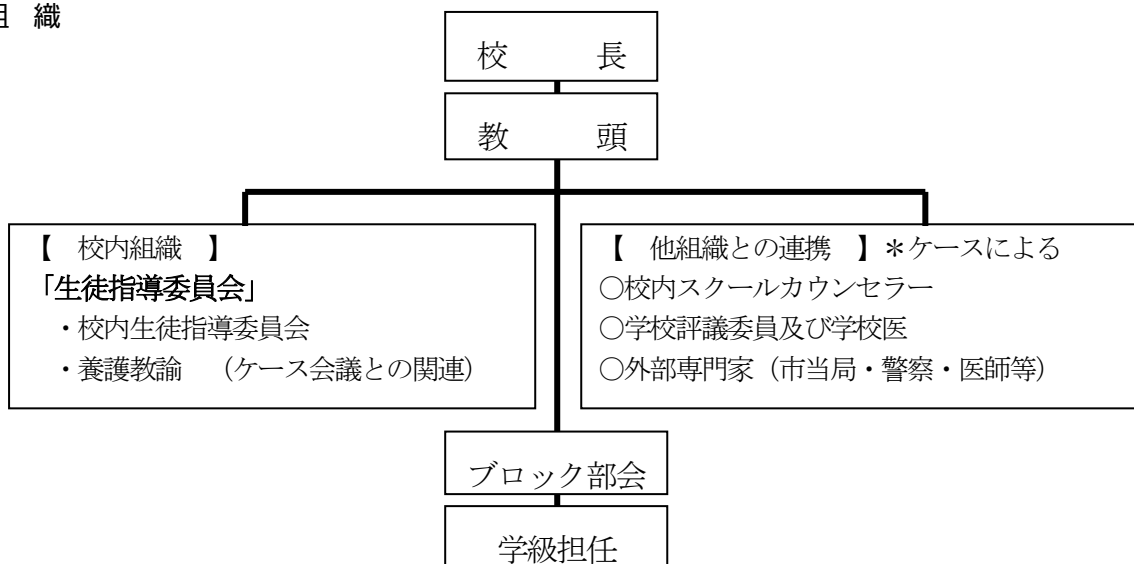 組 織
校 長
教 頭
【 校内組織 】
「生徒指導委員会」
・校内生徒指導委員会
・養護教諭 （ケース会議との関連）
【 他組織との連携 】＊ケースによる
○校内スクールカウンセラー
○学校評議委員及び学校医
○外部専門家（市当局・警察・医師等）
ブロック部会
学級担任